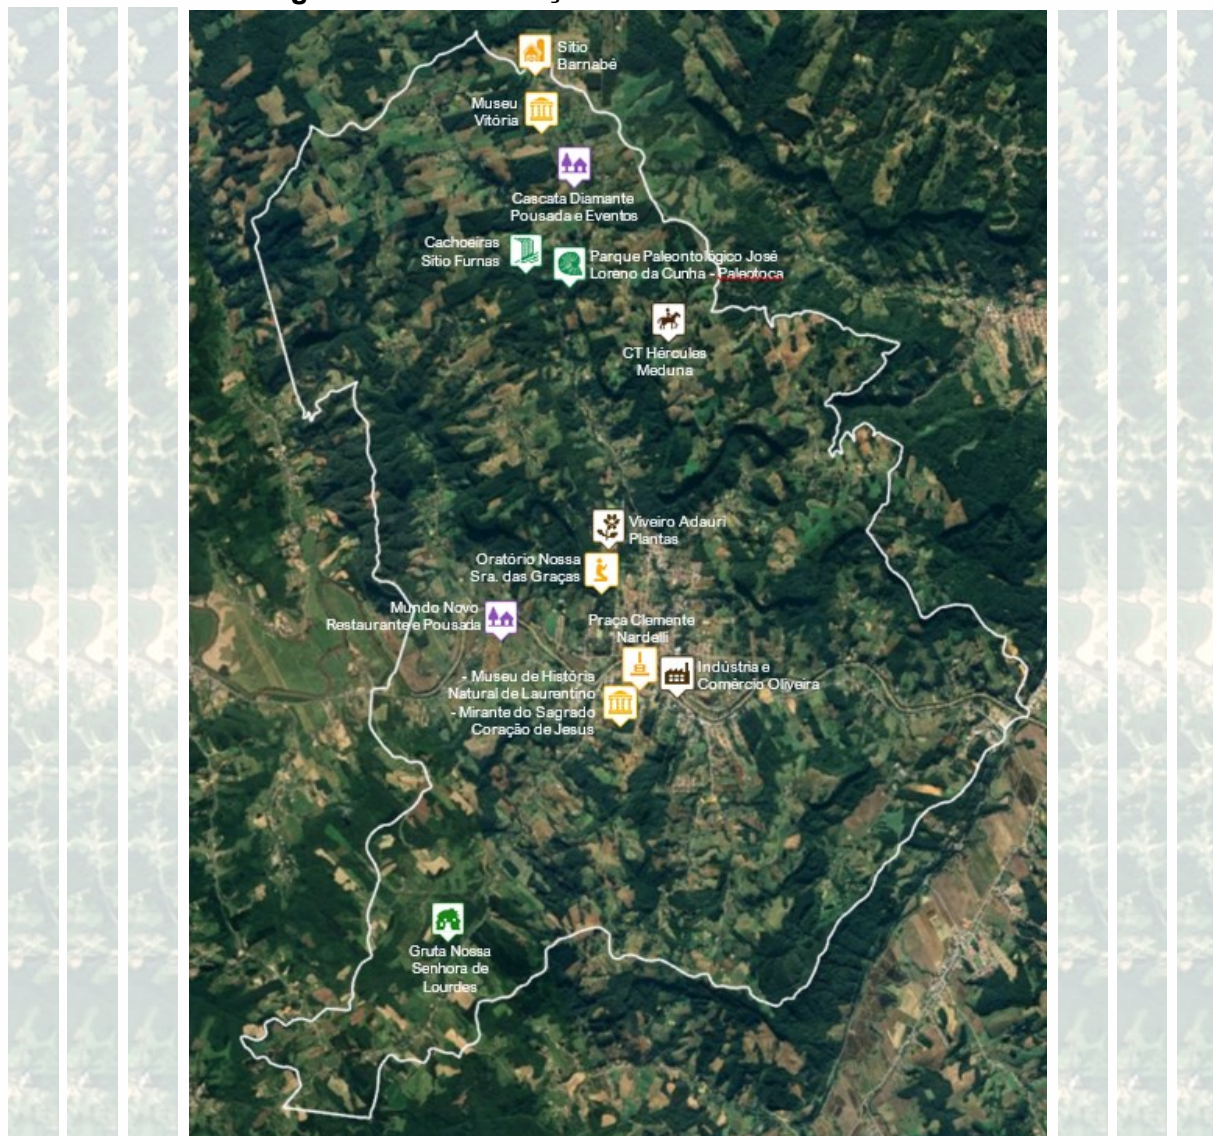 Sítio
Barnabé
Museu
Vitória
Cascata Diamante
Pousada e Eventos
Cachoeiras
Sítio Furnas
Parque Paleontológico José
Loreno da Cunha - Paleotoca
CT Hércules
Meduna
Viveiro Adauri
Plantas
Oratório Nossa
Sra. das Graças
Mundo Novo
Restaurante e Pousada
Praça Clemente
Nardelli
Indústria e
Comércio Oliveira
- Museu de História
Natural de Laurentino
- Mirante do Sagrado
Coração de Jesus
Gruta Nossa
Senhora de
Lourdes